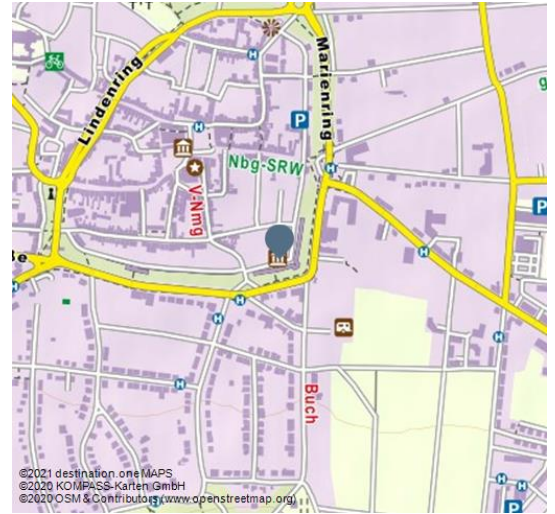 Lindenring
Marienring
P
H
H
Nbg-SRW
H
V-Nmg
P
H
Be
H
H
H
H
H
Buch
©2021 destination.one MAPS
©2020 KOMPASS-Karten GmbH
©2020 OSM & Contributors (www.openstreetmap.org)
H
P